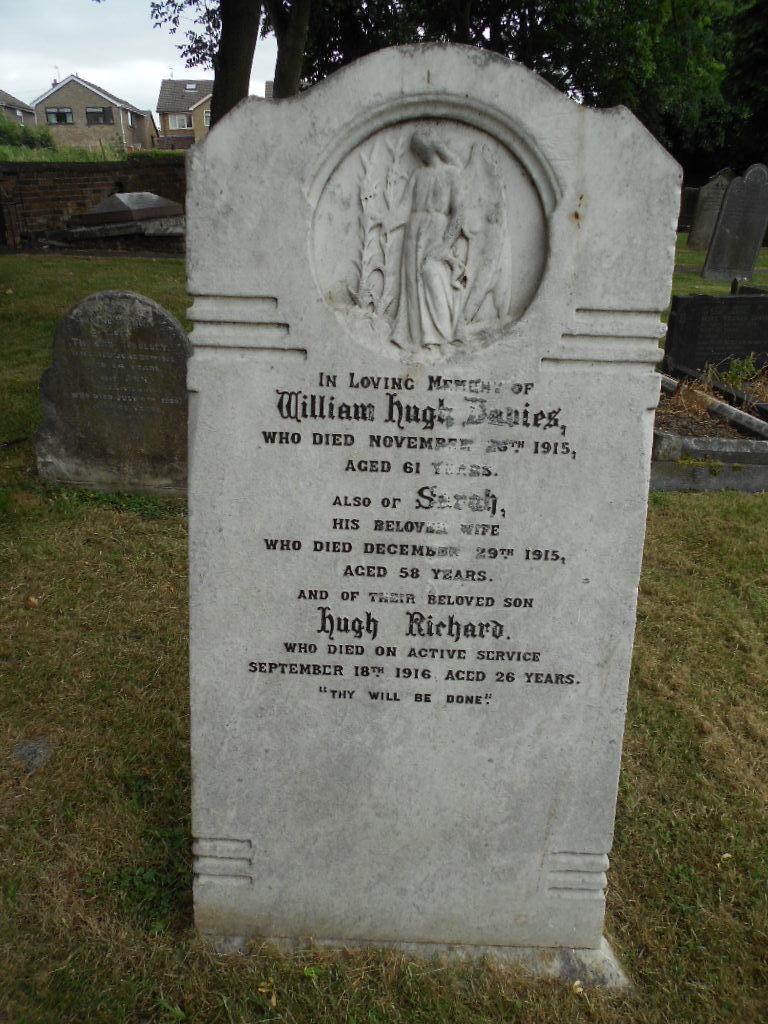 In Loving Memory of
William Hugh Davies,
WHO DIED NOVEMBER TH 1915,
AGED 61 YEARS.
ALSO OF Sarah,
HIS BELOVED WIFE
WHO DIED DECEMBER 29TH 1915,
AGED 58 YEARS.
AND OF THEIR BELOVED SON
Hugh Richard.
WHO DIED ON ACTIVE SERVICE
SEPTEMBER 18TH 1916 AGED 26 YEARS.
"THY WILL BE DONE."